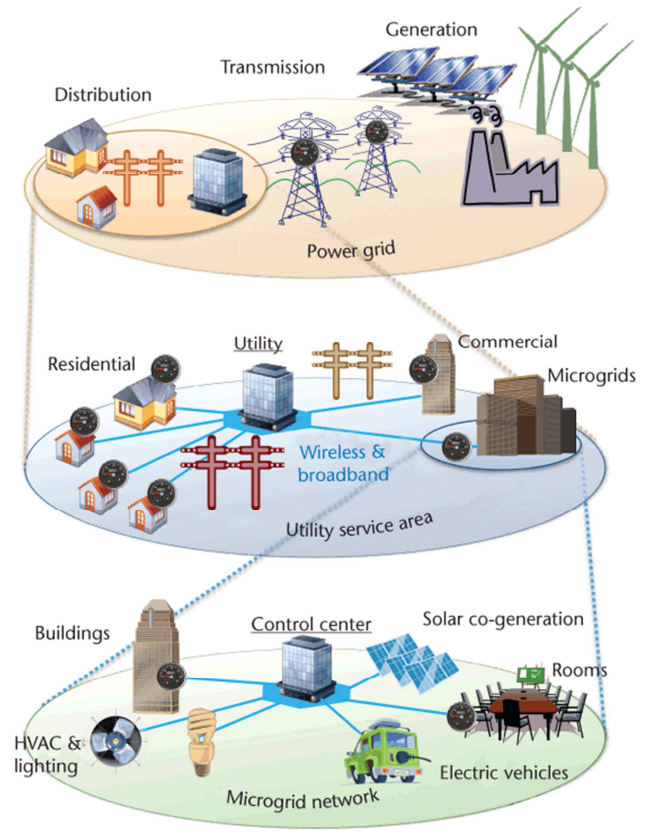 Generation
Transmission
Distribution
Power grid
Utility
Commercial
Residential
Microgrids
Wireless &
broadband
Utility service area
Solar co-generation
Control center
Buildings
Rooms
HVAC &
lighting
Electric vehicles
Microgrid network